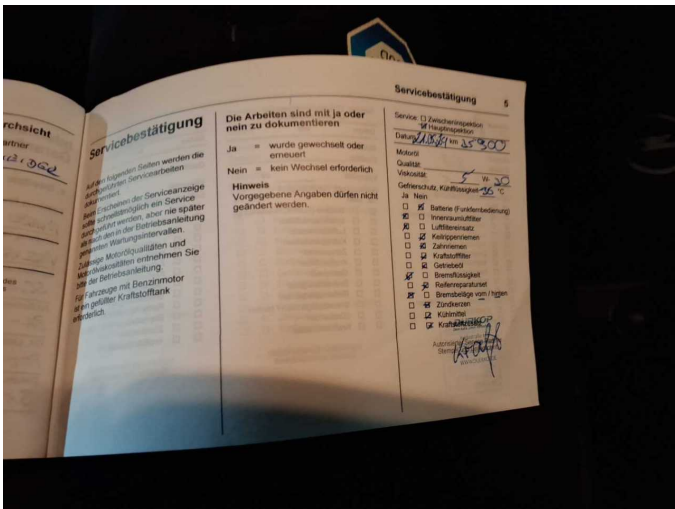 rchsicht
artner
Servicebestätigung
Auf den folgenden Seiten werden die
durchgeführten Servicearbeiten
dokumentiert.
Beim Erscheinen der Serviceanzeige
sollte schnellstmöglich ein Service
durchgeführt werden, aber nie später
als nach den in der Betriebsanleitung
genannten Wartungsintervallen.
Zulässige Motorölqualitäten und
Motorölviskositäten entnehmen Sie
bitte der Betriebsanleitung.
Für Fahrzeuge mit Benzinmotor
ist ein gefüllter Kraftstofftank
erforderlich.
Die Arbeiten sind mit ja oder
nein zu dokumentieren
Ja = wurde gewechselt oder
erneuert
Nein = kein Wechsel erforderlich
Hinweis
Vorgegebene Angaben dürfen nicht
geändert werden.
Servicebestätigung 5
Service: Zwischeninspektion
Hauptinspektion
Datum km 35 900
Motoröl
Qualität
Viskosität 5 W- 30
Gefrierschutz, Kühlflüssigkeit °C
Ja Nein
Batterie (Funkfernbedienung)
Innenraumluftfilter
Luftfiltereinsatz
Keilrippenriemen
Zahnriemen
Kraftstofffilter
Getriebeöl
Bremsflüssigkeit
Reifenreparaturset
Bremsbeläge vorn / hinten
Zündkerzen
Kühlmittel